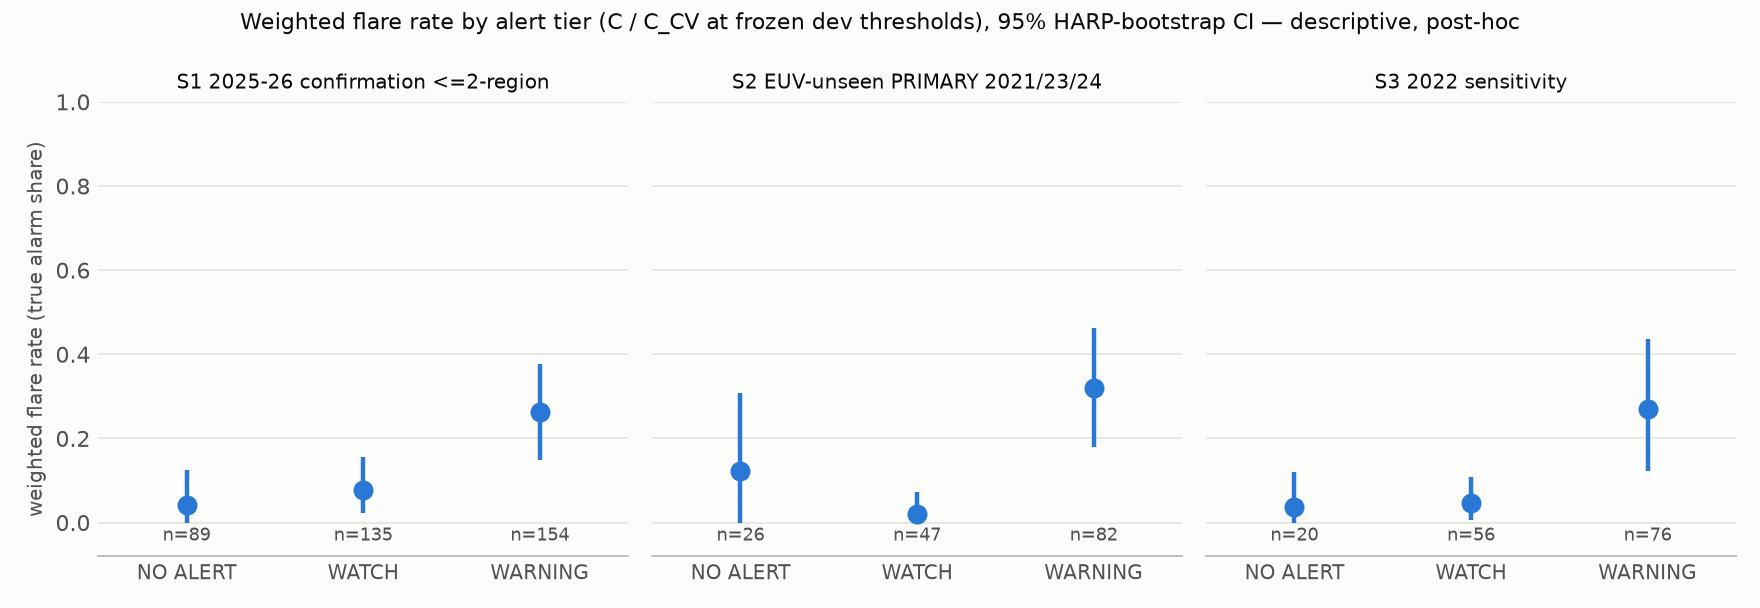 Weighted flare rate by alert tier (C / C_CV at frozen dev thresholds), 95% HARP-bootstrap CI — descriptive, post-hoc
S1 2025-26 confirmation <=2-region
S2 EUV-unseen PRIMARY 2021/23/24
S3 2022 sensitivity
weighted flare rate (true alarm share)
1.0
0.8
0.6
0.4
0.2
0.0
n=89
n=135
n=154
n=26
n=47
n=82
n=20
n=56
n=76
NO ALERT
WATCH
WARNING
NO ALERT
WATCH
WARNING
NO ALERT
WATCH
WARNING